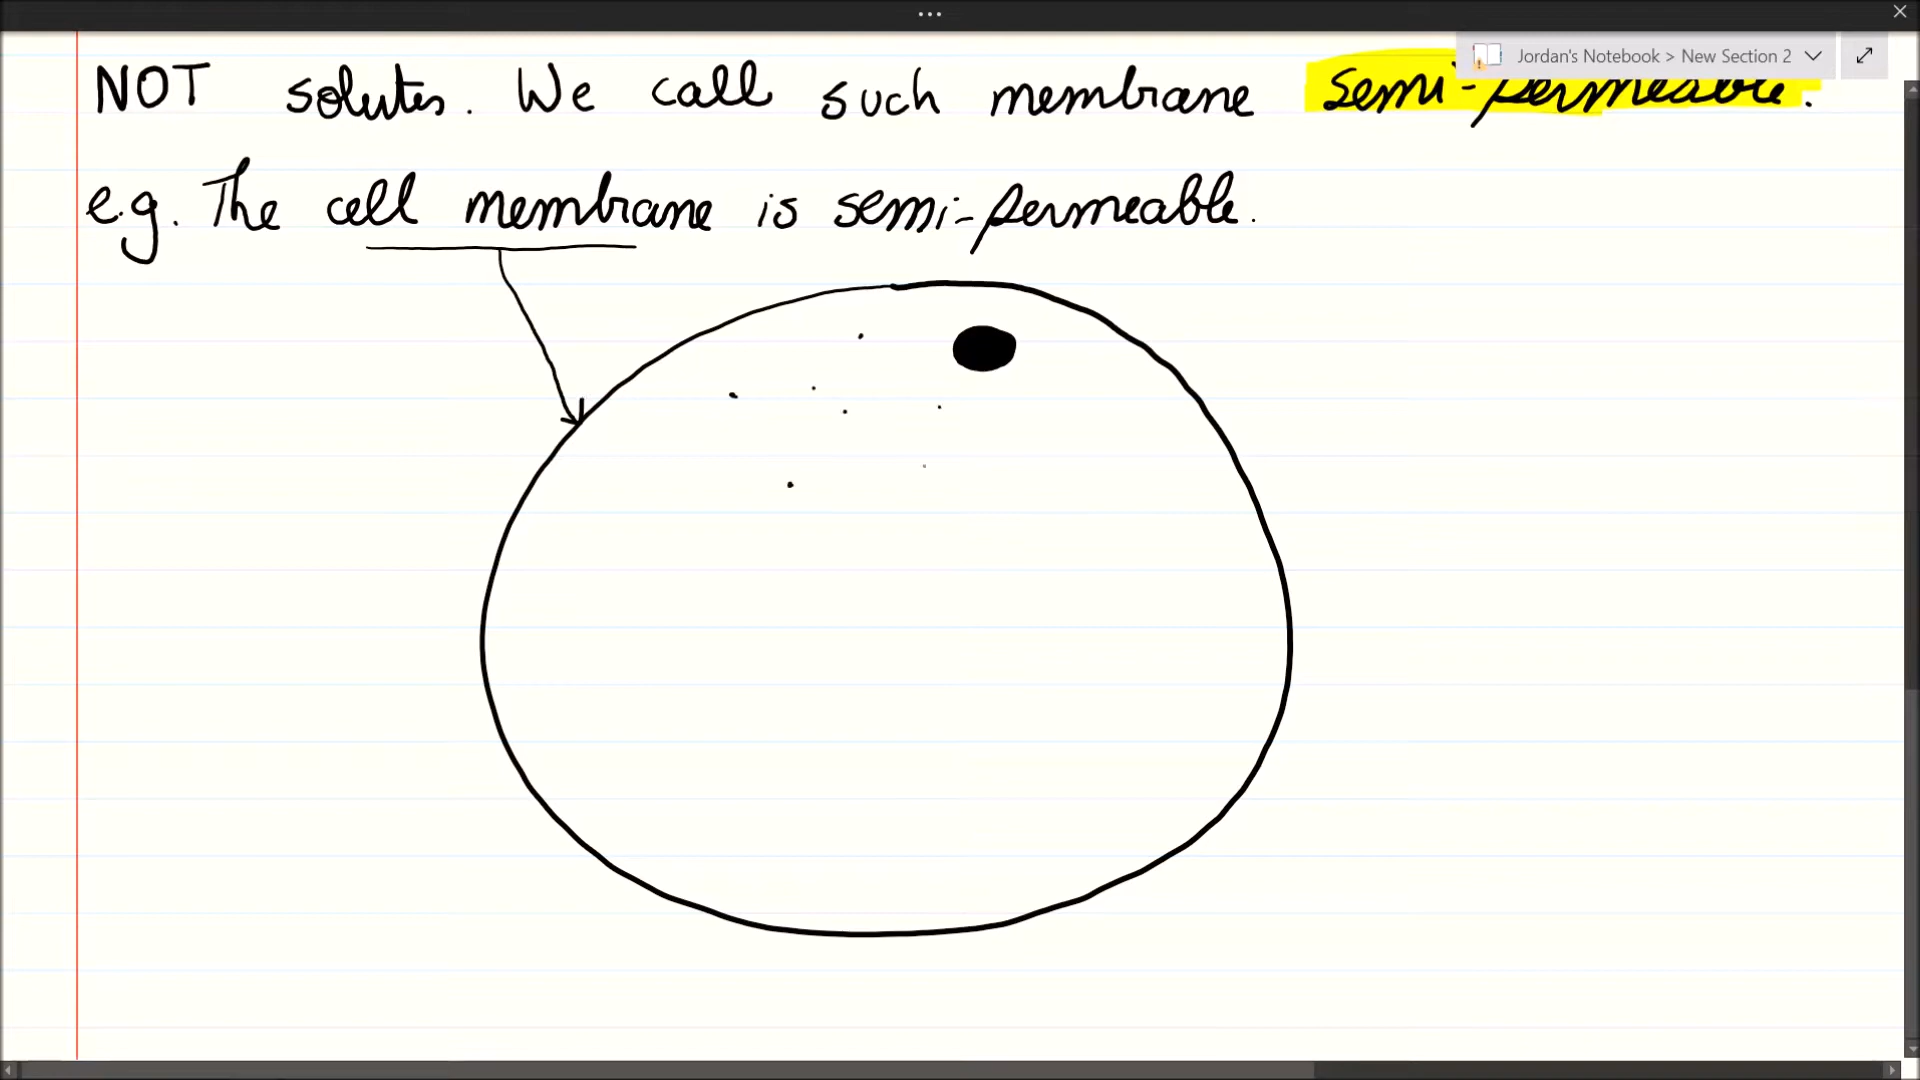 Jordan's Notebook > New Section 2
NOT solutes. We call such membrane semi-permeable.
e.g. The cell membrane is semi-permeable.